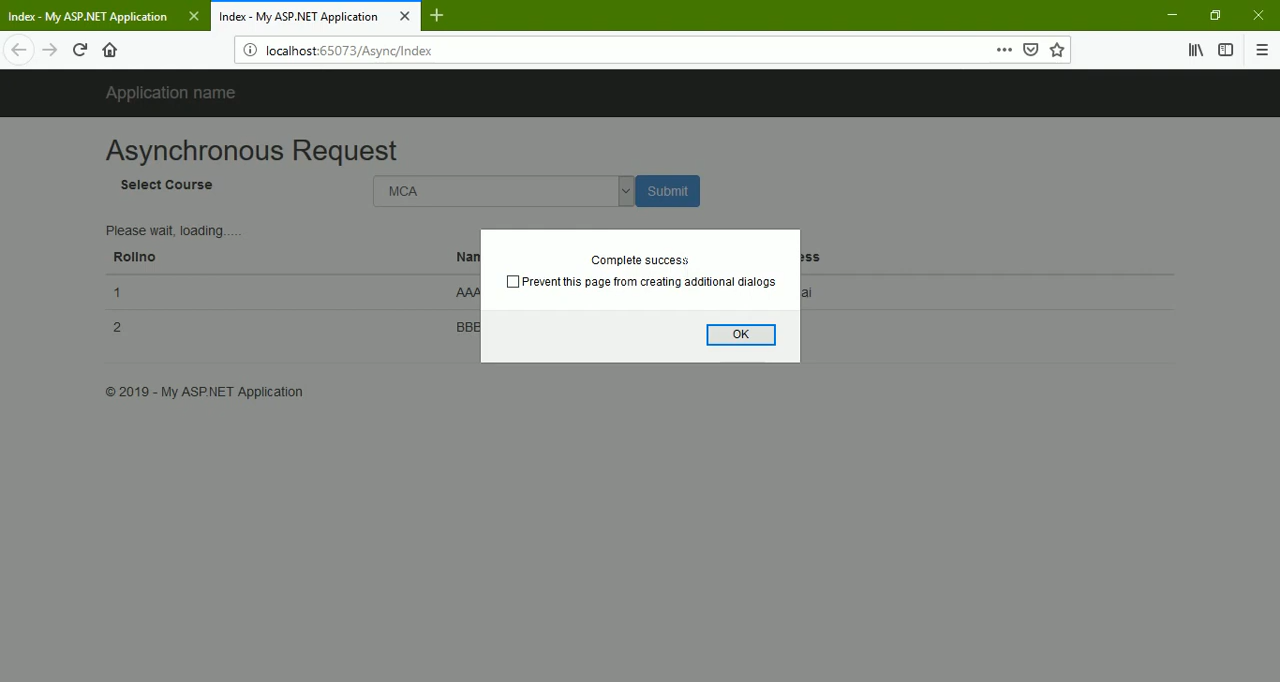 Index - My ASP.NET Application
Index - My ASP.NET Application
localhost:65073/Async/Index
Application name
Asynchronous Request
Select Course
MCA
Submit
Please wait, loading.....
Complete success
Prevent this page from creating additional dialogs
OK
Rollno
1
AAA
2
BBB
© 2019 - My ASP.NET Application